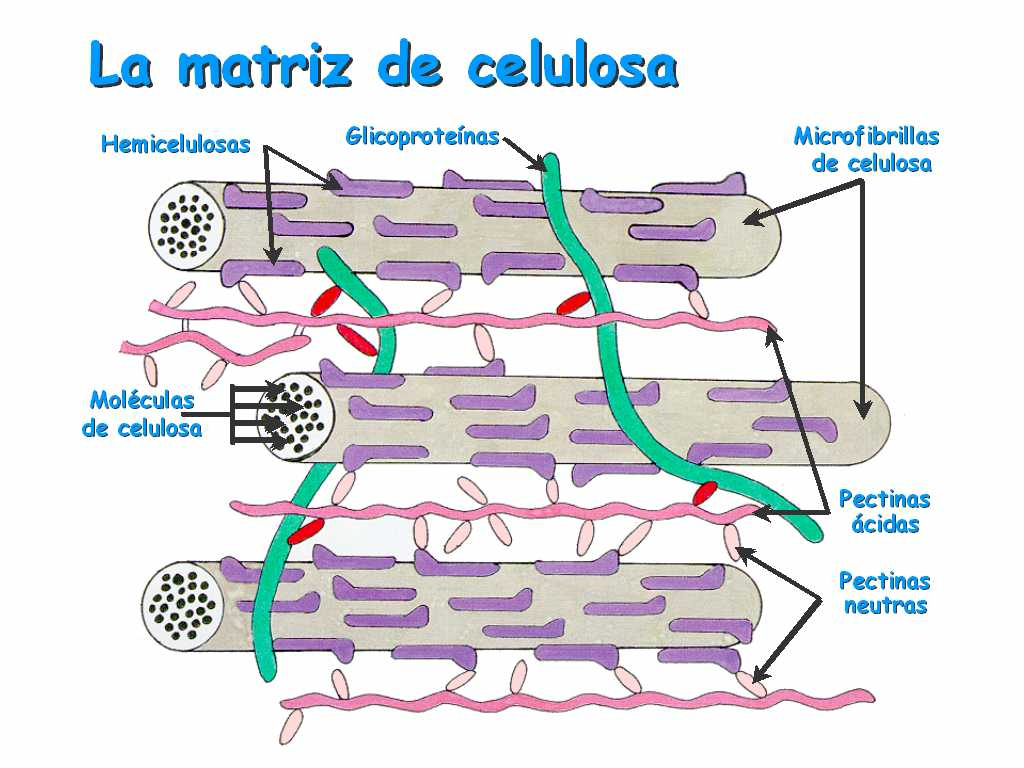 La matriz de celulosa
Hemicelulosas
Glicoproteínas
Microfibrillas
de celulosa
Moléculas
de celulosa
Pectinas
ácidas
Pectinas
neutras